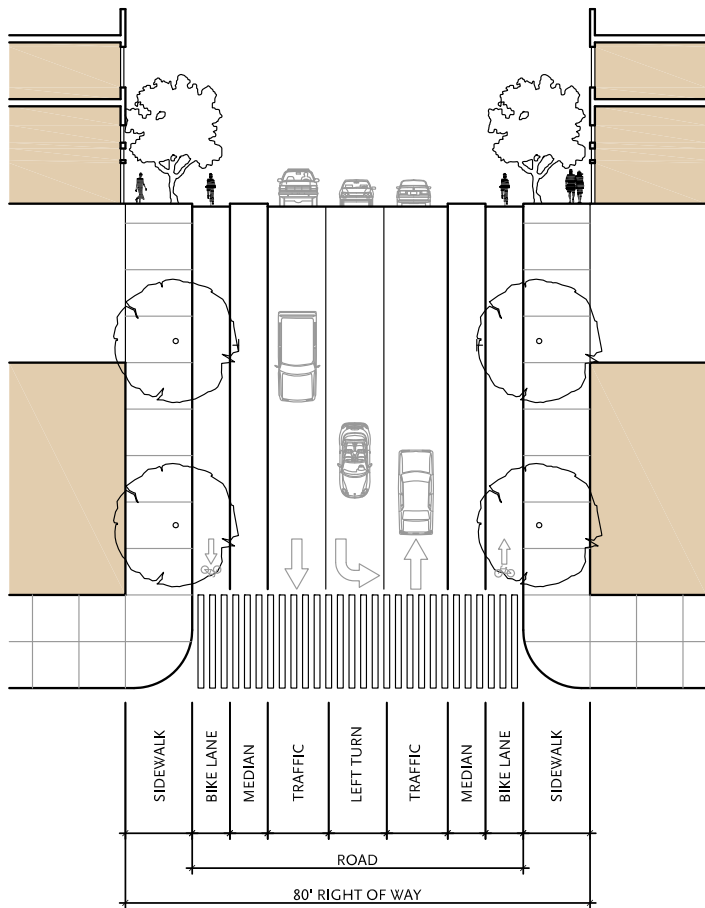 SIDEWALK
BIKE LANE
MEDIAN
TRAFFIC
LEFT TURN
TRAFFIC
MEDIAN
BIKE LANE
SIDEWALK
ROAD
80' RIGHT OF WAY